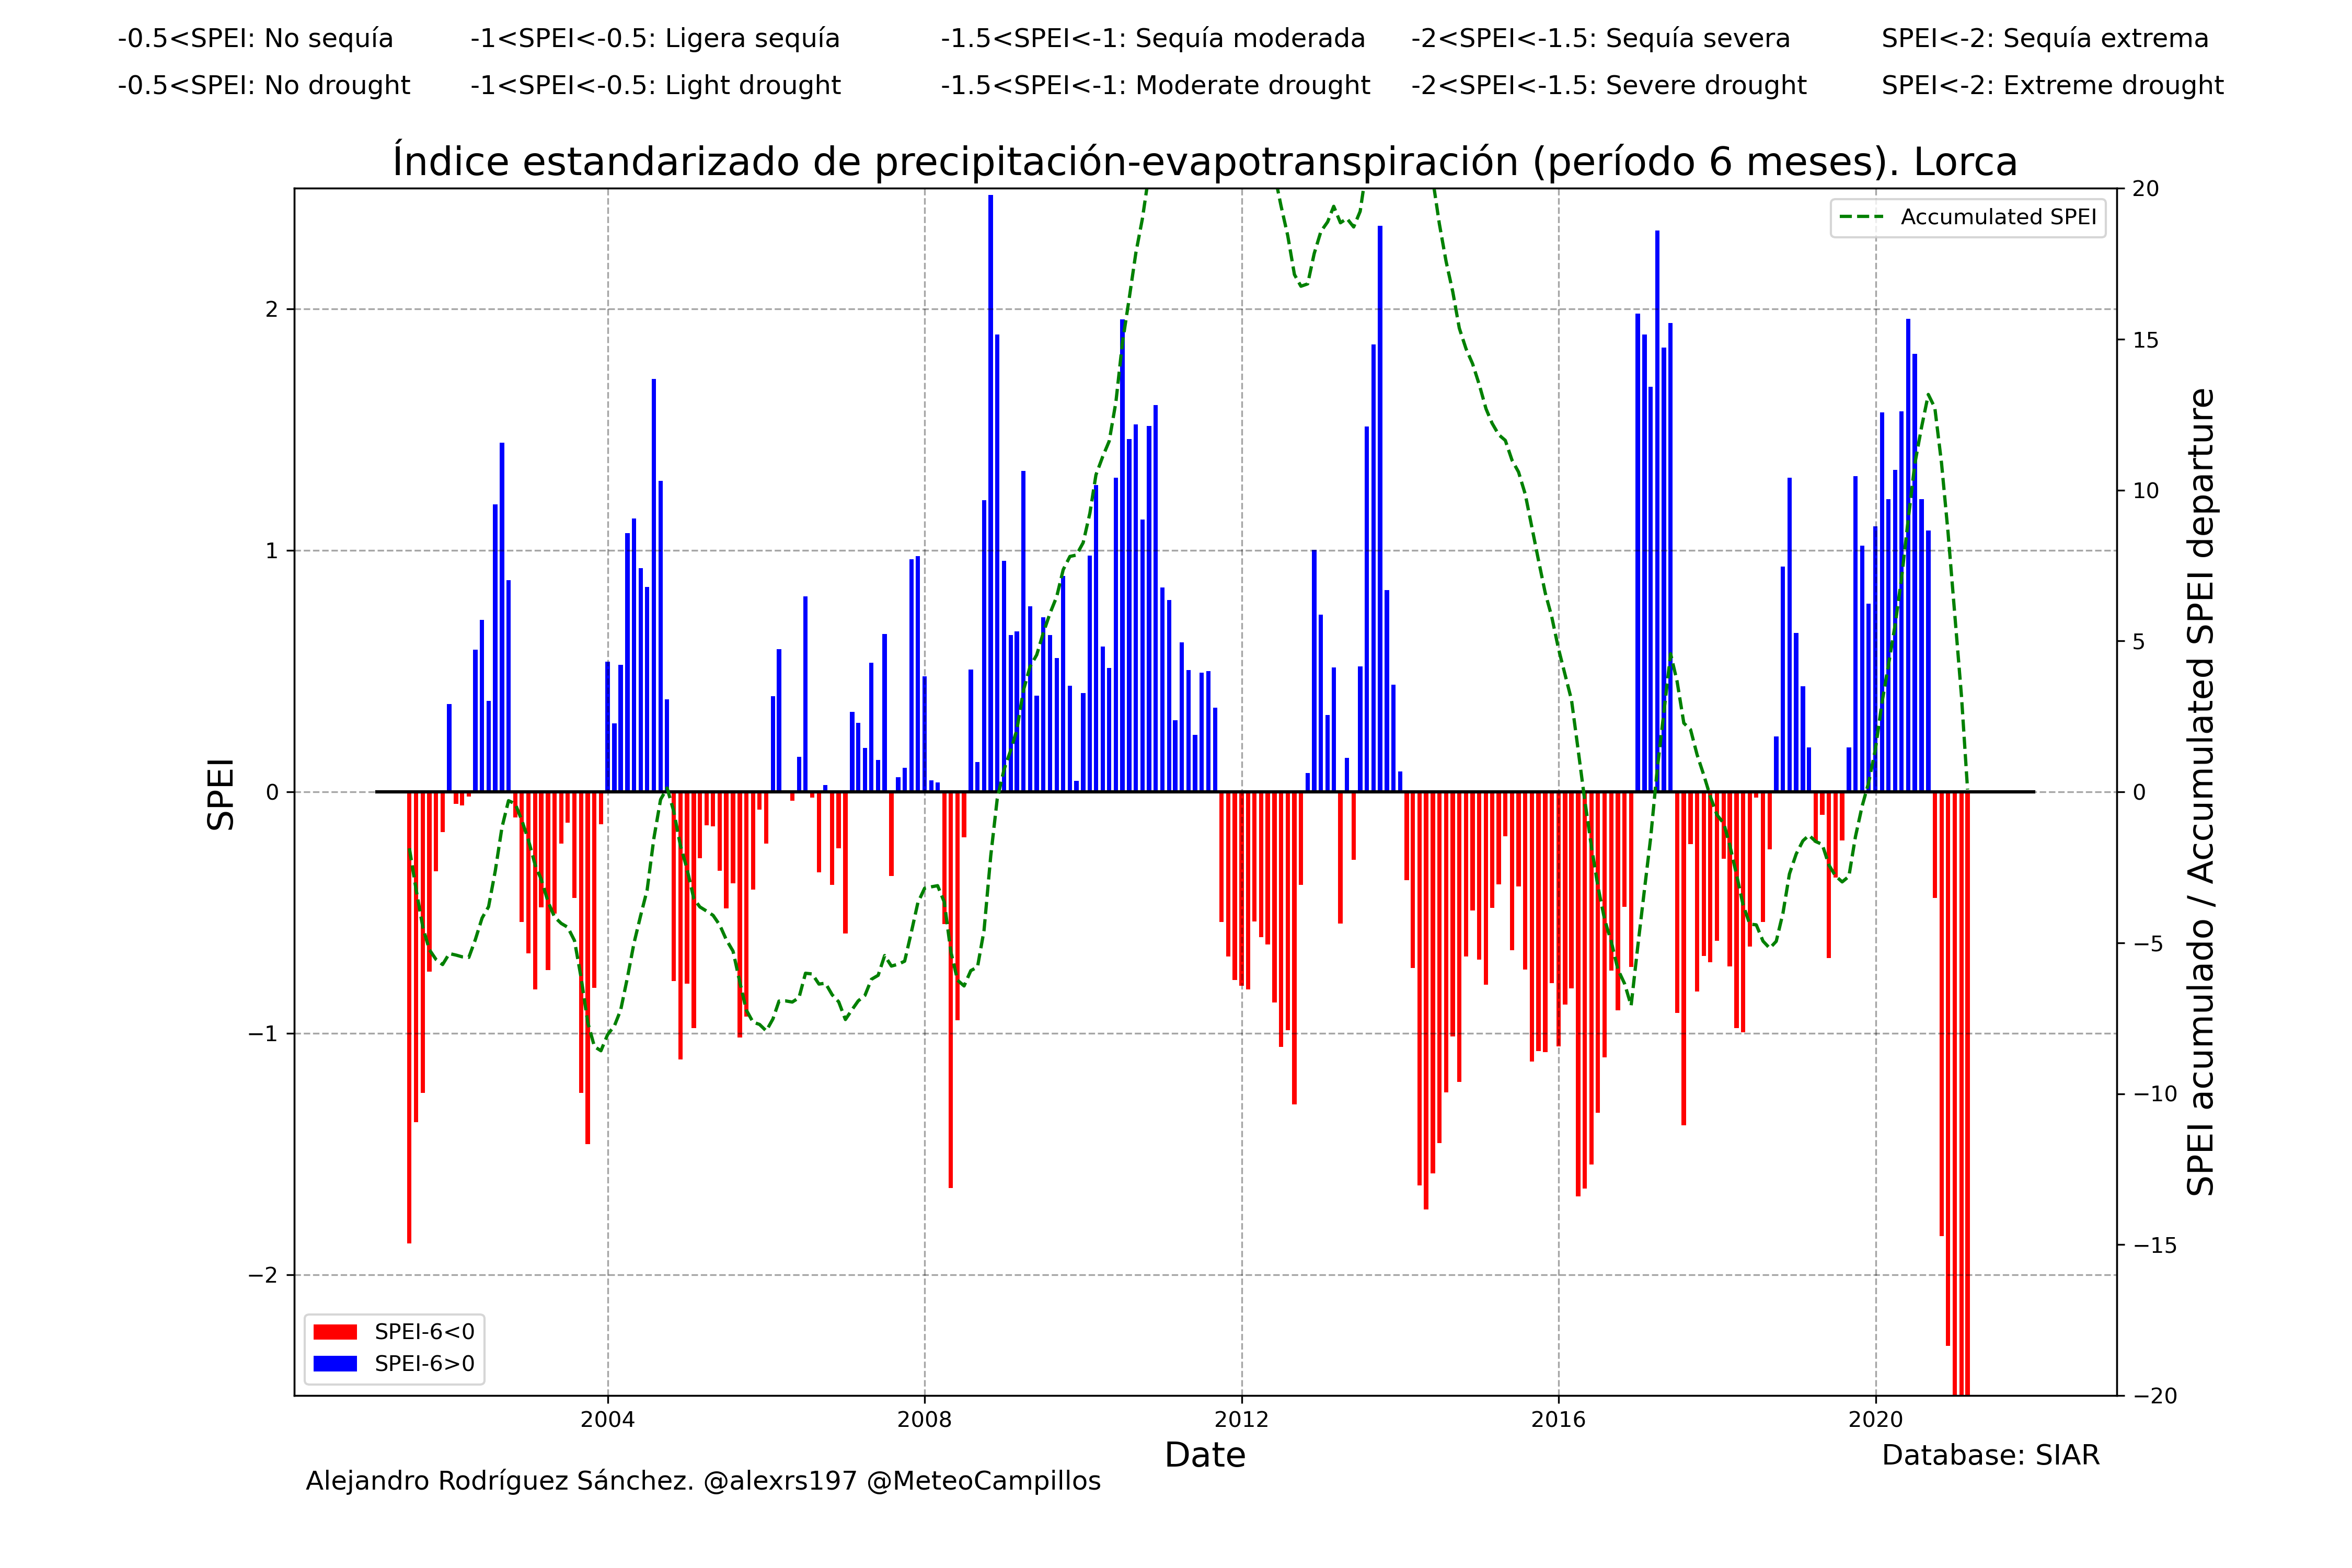 -0.5<SPEI: No sequía -1<SPEI<-0.5: Ligera sequía -1.5<SPEI<-1: Sequía moderada -2<SPEI<-1.5: Sequía severa SPEI<-2: Sequía extrema
-0.5<SPEI: No drought -1<SPEI<-0.5: Light drought -1.5<SPEI<-1: Moderate drought -2<SPEI<-1.5: Severe drought SPEI<-2: Extreme drought
Índice estandarizado de precipitación-evapotranspiración (período 6 meses). Lorca
Accumulated SPEI
SPEI
2
1
0
−1
−2
20
15
10
5
0
−5
−10
−15
−20
SPEI acumulado / Accumulated SPEI departure
SPEI-6<0
SPEI-6>0
2004 2008 2012 2016 2020
Date
Database: SIAR
Alejandro Rodríguez Sánchez. @alexrs197 @MeteoCampillos